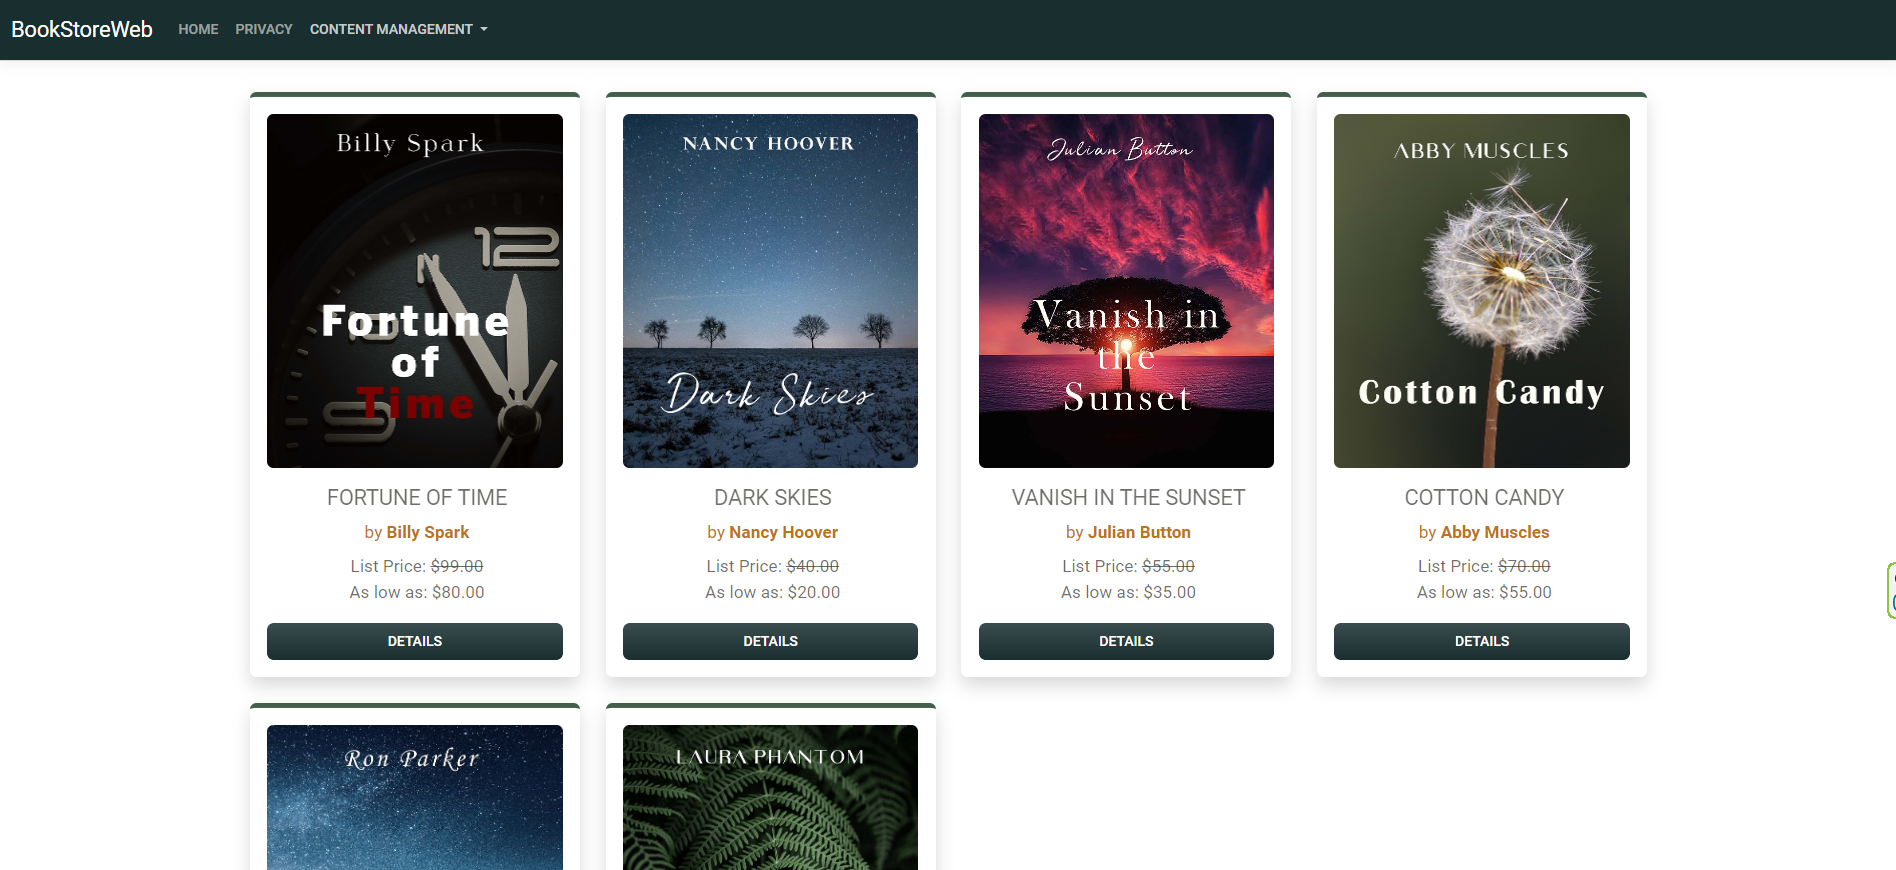 BookStoreWeb HOME PRIVACY CONTENT MANAGEMENT
Billy Spark
12
Fortune
of
Time
FORTUNE OF TIME
by Billy Spark
List Price: $99.00
As low as: $80.00
DETAILS
NANCY HOOVER
Dark Skies
DARK SKIES
by Nancy Hoover
List Price: $40.00
As low as: $20.00
DETAILS
Julian Button
Vanish in
the
Sunset
VANISH IN THE SUNSET
by Julian Button
List Price: $55.00
As low as: $35.00
DETAILS
ABBY MUSCLES
Cotton Candy
COTTON CANDY
by Abby Muscles
List Price: $70.00
As low as: $55.00
DETAILS
Ron Parker
LAURA PHANTOM